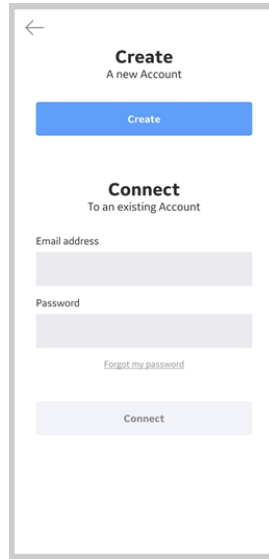 Create
A new Account
Create
Connect
To an existing Account
Email address
Password
Forgot my password
Connect